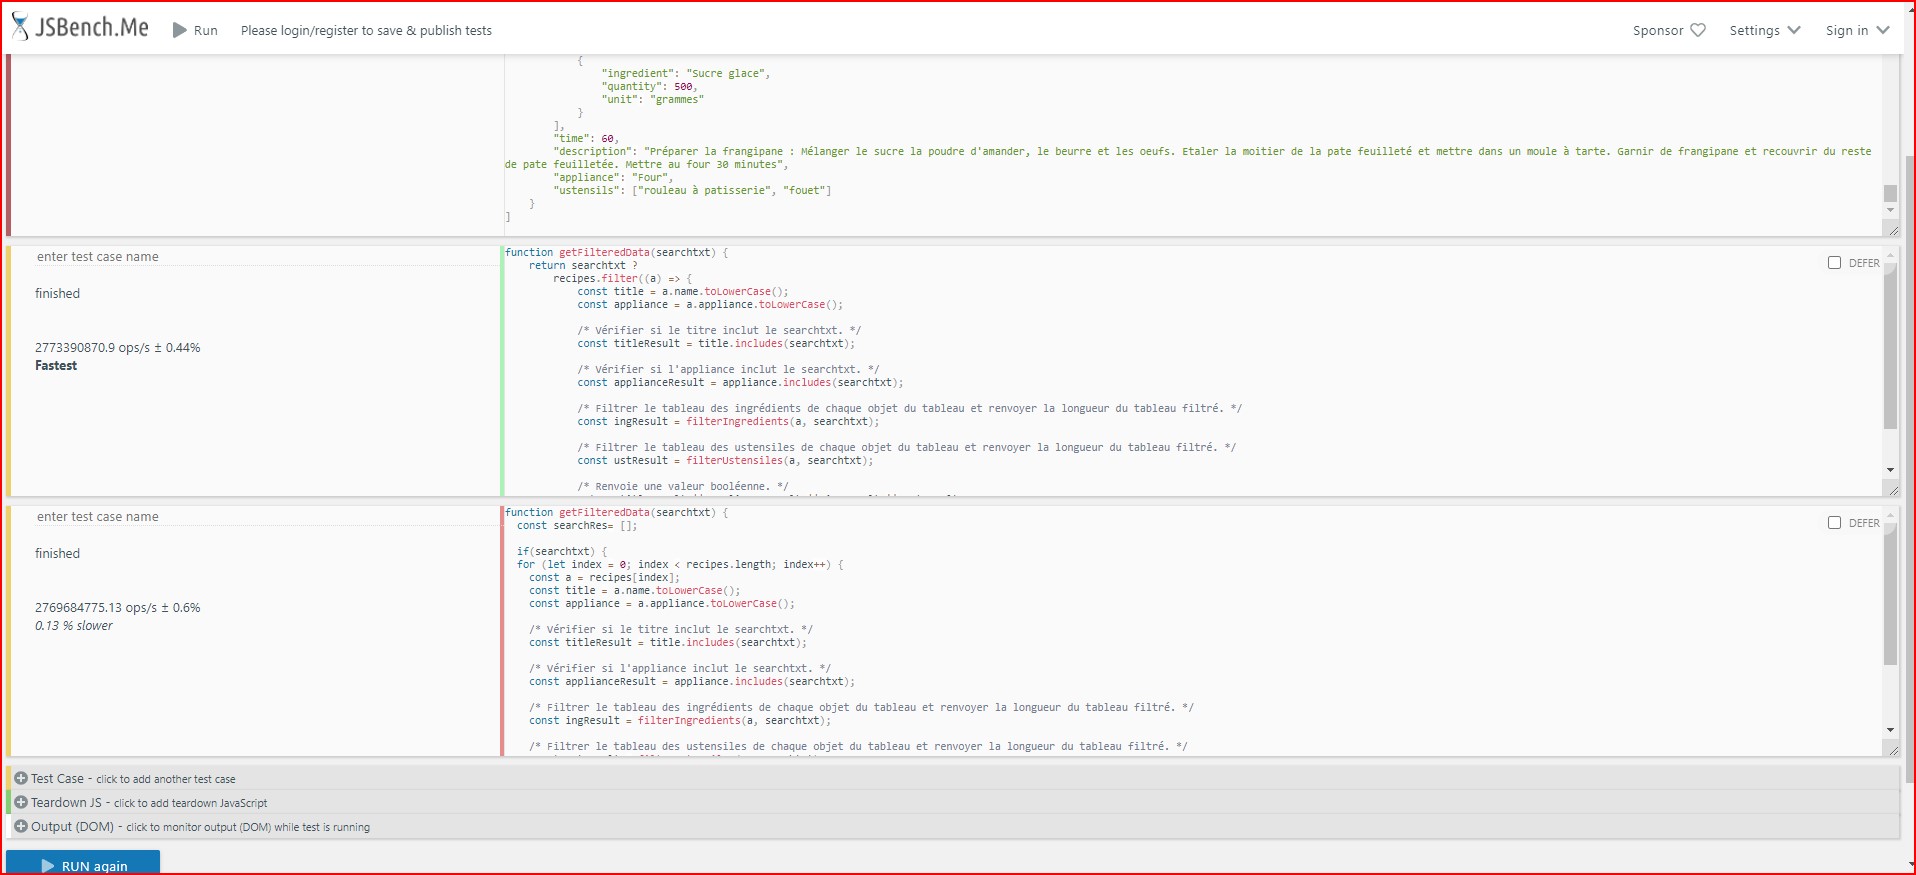 JSBench.Me Run Please login/register to save & publish tests Sponsor Settings Sign in
{
"ingredient": "Sucre glace",
"quantity": 500,
"unit": "grammes"
}
],
"time": 60,
"description": "Préparer la frangipane : Mélanger le sucre la poudre d'amander, le beurre et les oeufs. Etaler la moitier de la pate feuilleté et mettre dans un moule à tarte. Garnir de frangipane et recouvrir du reste
de pate feuilletée. Mettre au four 30 minutes",
"appliance": "Four",
"ustensils": ["rouleau à patisserie", "fouet"]
}
]
enter test case name
finished
2773390870.9 ops/s ± 0.44%
Fastest
function getFilteredData(searchtxt) {
return searchtxt ?
recipes.filter((a) => {
const title = a.name.toLowerCase();
const appliance = a.appliance.toLowerCase();
/* Vérifier si le titre inclut le searchtxt. */
const titleResult = title.includes(searchtxt);
/* Vérifier si l'appliance inclut le searchtxt. */
const applianceResult = appliance.includes(searchtxt);
/* Filtrer le tableau des ingrédients de chaque objet du tableau et renvoyer la longueur du tableau filtré. */
const ingResult = filterIngredients(a, searchtxt);
/* Filtrer le tableau des ustensiles de chaque objet du tableau et renvoyer la longueur du tableau filtré. */
const ustResult = filterUstensiles(a, searchtxt);
/* Renvoie une valeur booléenne. */
DEFER
enter test case name
finished
2769684775.13 ops/s ± 0.6%
0.13 % slower
function getFilteredData(searchtxt) {
const searchRes= [];
if(searchtxt) {
for (let index = 0; index < recipes.length; index++) {
const a = recipes[index];
const title = a.name.toLowerCase();
const appliance = a.appliance.toLowerCase();
/* Vérifier si le titre inclut le searchtxt. */
const titleResult = title.includes(searchtxt);
/* Vérifier si l'appliance inclut le searchtxt. */
const applianceResult = appliance.includes(searchtxt);
/* Filtrer le tableau des ingrédients de chaque objet du tableau et renvoyer la longueur du tableau filtré. */
const ingResult = filterIngredients(a, searchtxt);
/* Filtrer le tableau des ustensiles de chaque objet du tableau et renvoyer la longueur du tableau filtré. */
DEFER
Test Case - click to add another test case
Teardown JS - click to add teardown JavaScript
Output (DOM) - click to monitor output (DOM) while test is running
RUN again